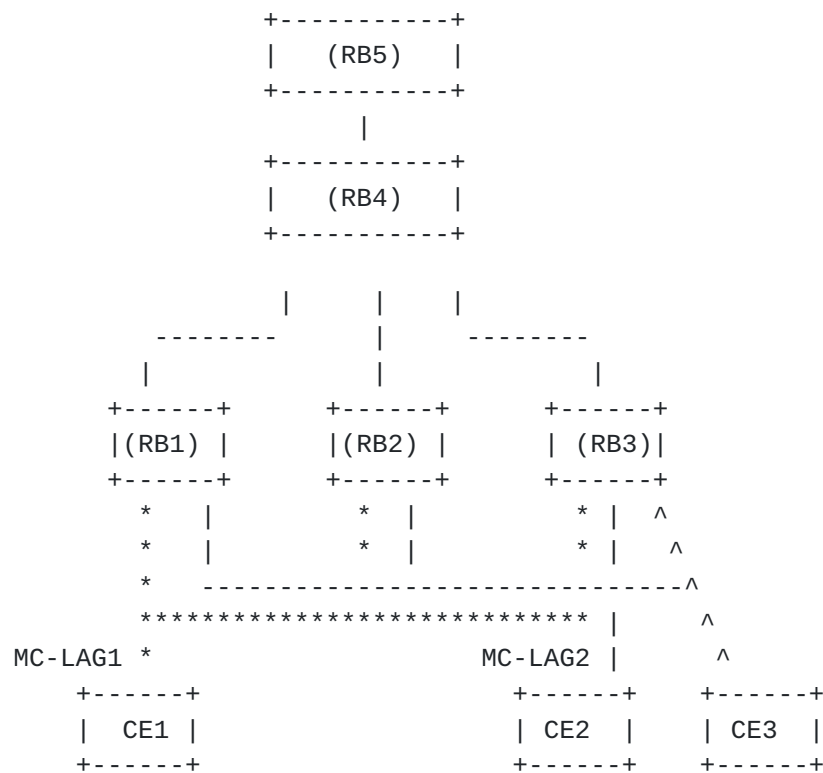 (RB5)
(RB4)
(RB1) (RB2) (RB3)
MC-LAG1 MC-LAG2
CE1 CE2 CE3